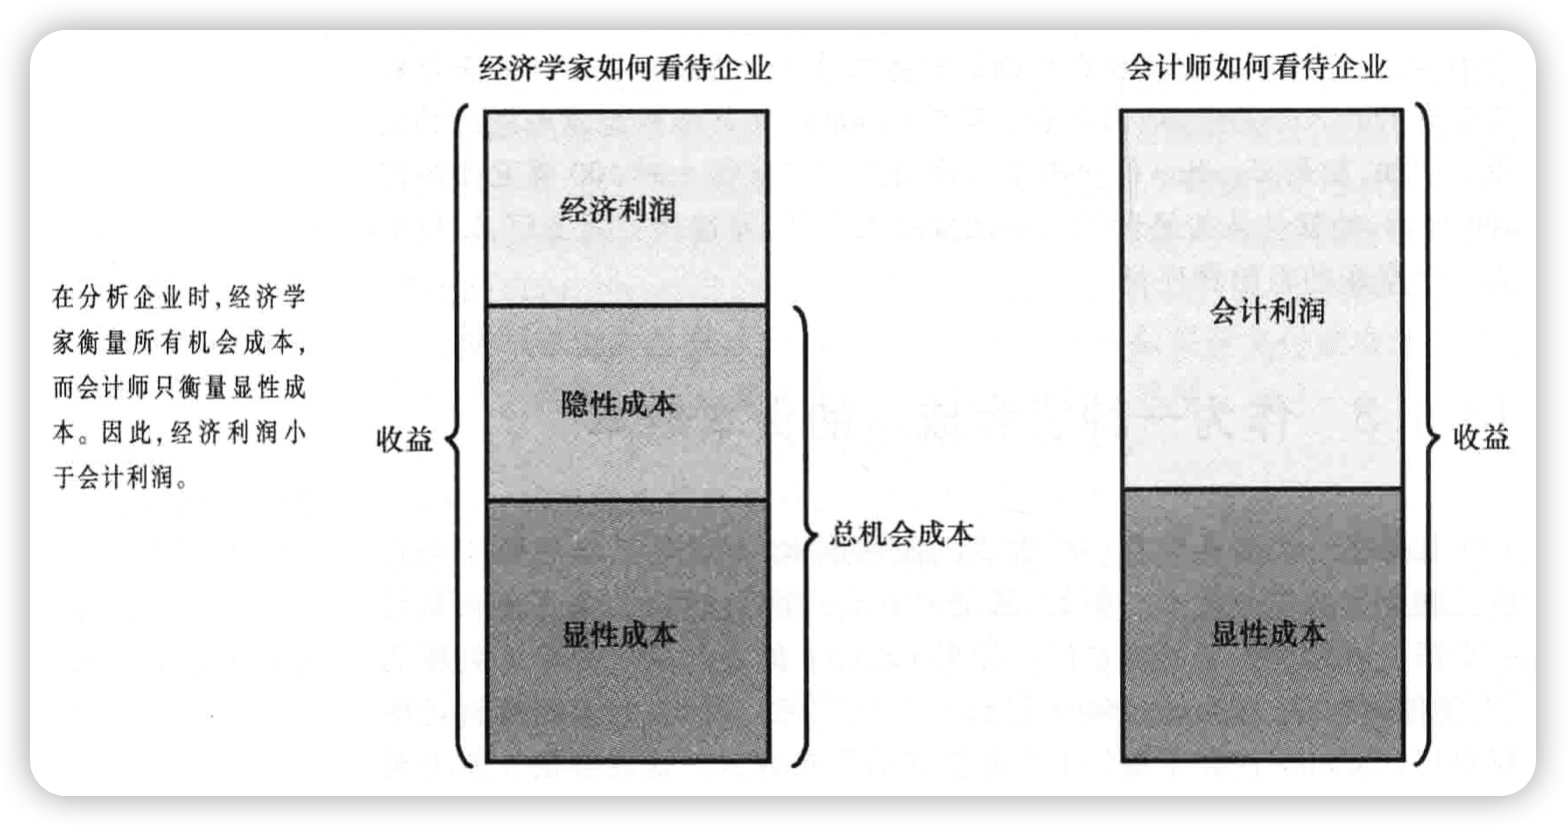 经济学家如何看待企业
会计师如何看待企业
在分析企业时,经济学
家衡量所有机会成本,
而会计师只衡量显性成
本。因此,经济利润小
于会计利润。
收益
经济利润
隐性成本
显性成本
总机会成本
会计利润
显性成本
收益